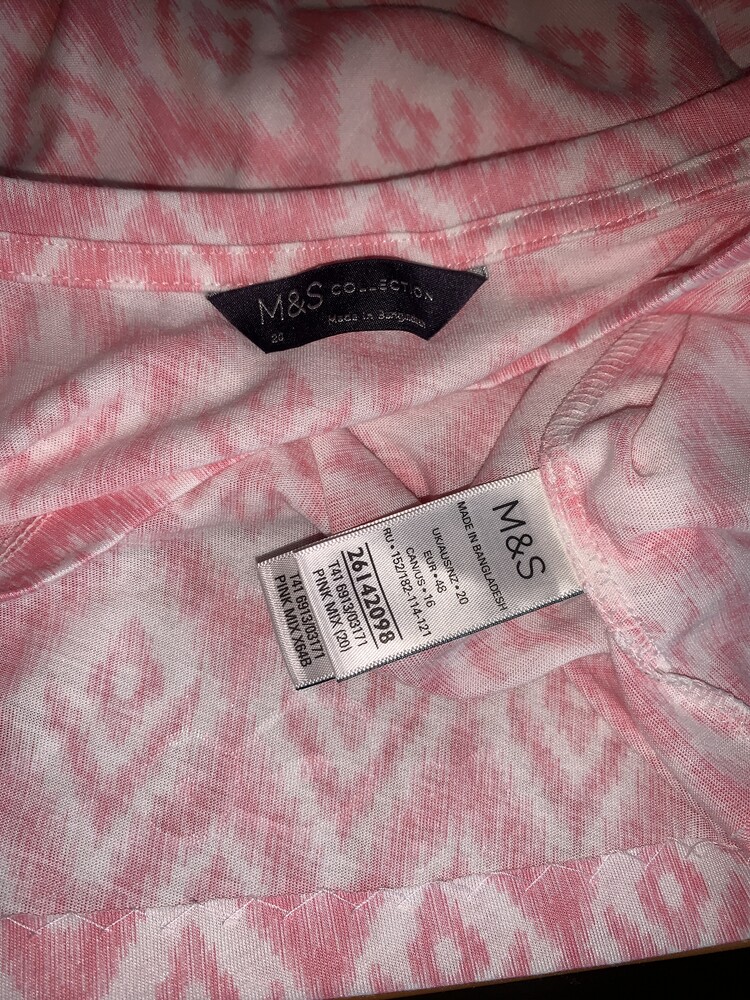 M&S COLLECTION
Made in Bangladesh
20
M&S
MADE IN BANGLADESH
UK/AUS/NZ • 20
EUR • 48
CAN/US • 16
RU • 152/182-114-121
26142098
T41 6913/03171
PINK MIX (20)
T41 6913/03171
PINK MIX X64B